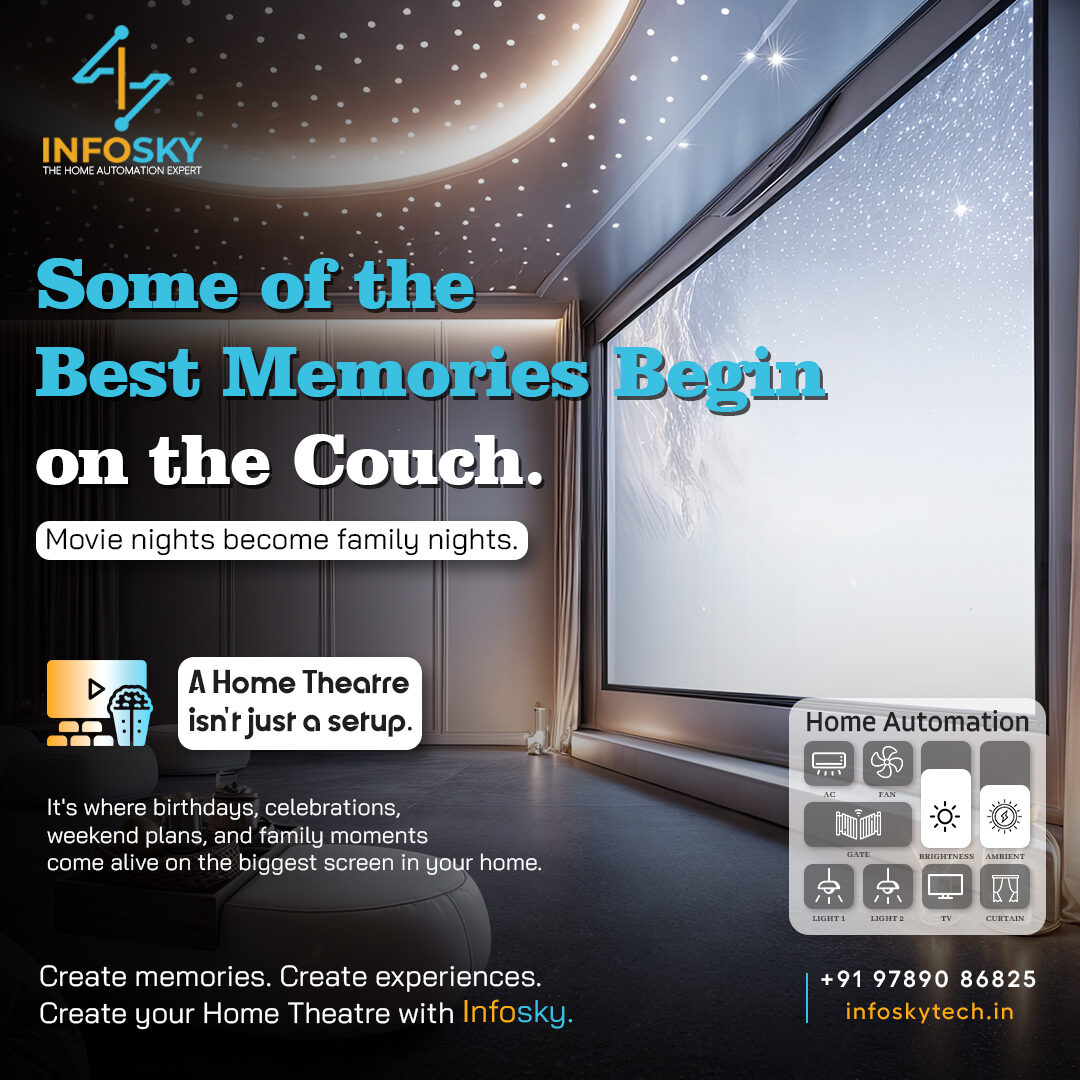 INFOSKY
THE HOME AUTOMATION EXPERT
Some of the
Best Memories Begin
on the Couch.
Movie nights become family nights.
A Home Theatre
isn't just a setup.
It's where birthdays, celebrations,
weekend plans, and family moments
come alive on the biggest screen in your home.
Home Automation
AC
FAN
GATE
BRIGHTNESS
AMBIENT
LIGHT 1
LIGHT 2
TV
CURTAIN
Create memories. Create experiences.
Create your Home Theatre with Infosky.
+91 97890 86825
infoskytech.in